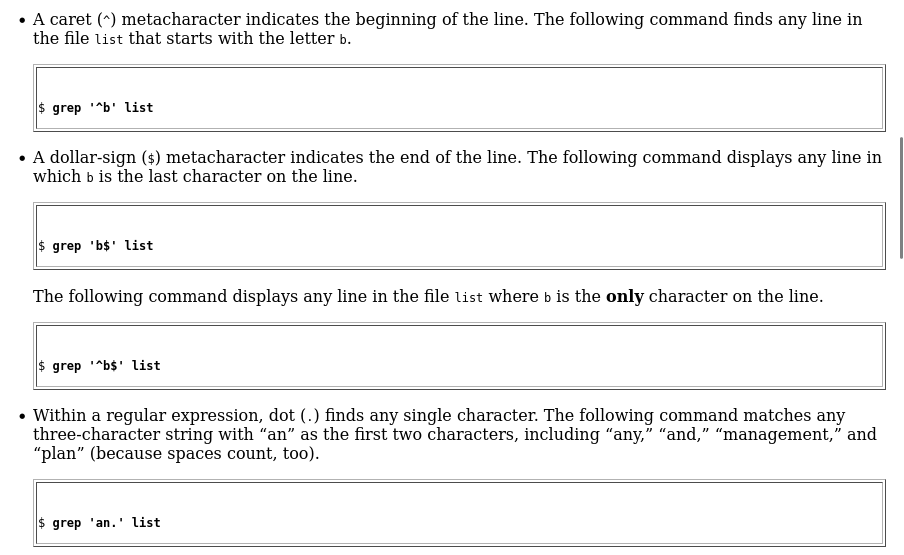 • A caret (^) metacharacter indicates the beginning of the line. The following command finds any line in
the file list that starts with the letter b.
$ grep '^b' list
• A dollar-sign ($) metacharacter indicates the end of the line. The following command displays any line in
which b is the last character on the line.
$ grep 'b$' list
The following command displays any line in the file list where b is the only character on the line.
$ grep '^b$' list
• Within a regular expression, dot (.) finds any single character. The following command matches any
three-character string with “an” as the first two characters, including “any,” “and,” “management,” and
“plan” (because spaces count, too).
$ grep 'an.' list